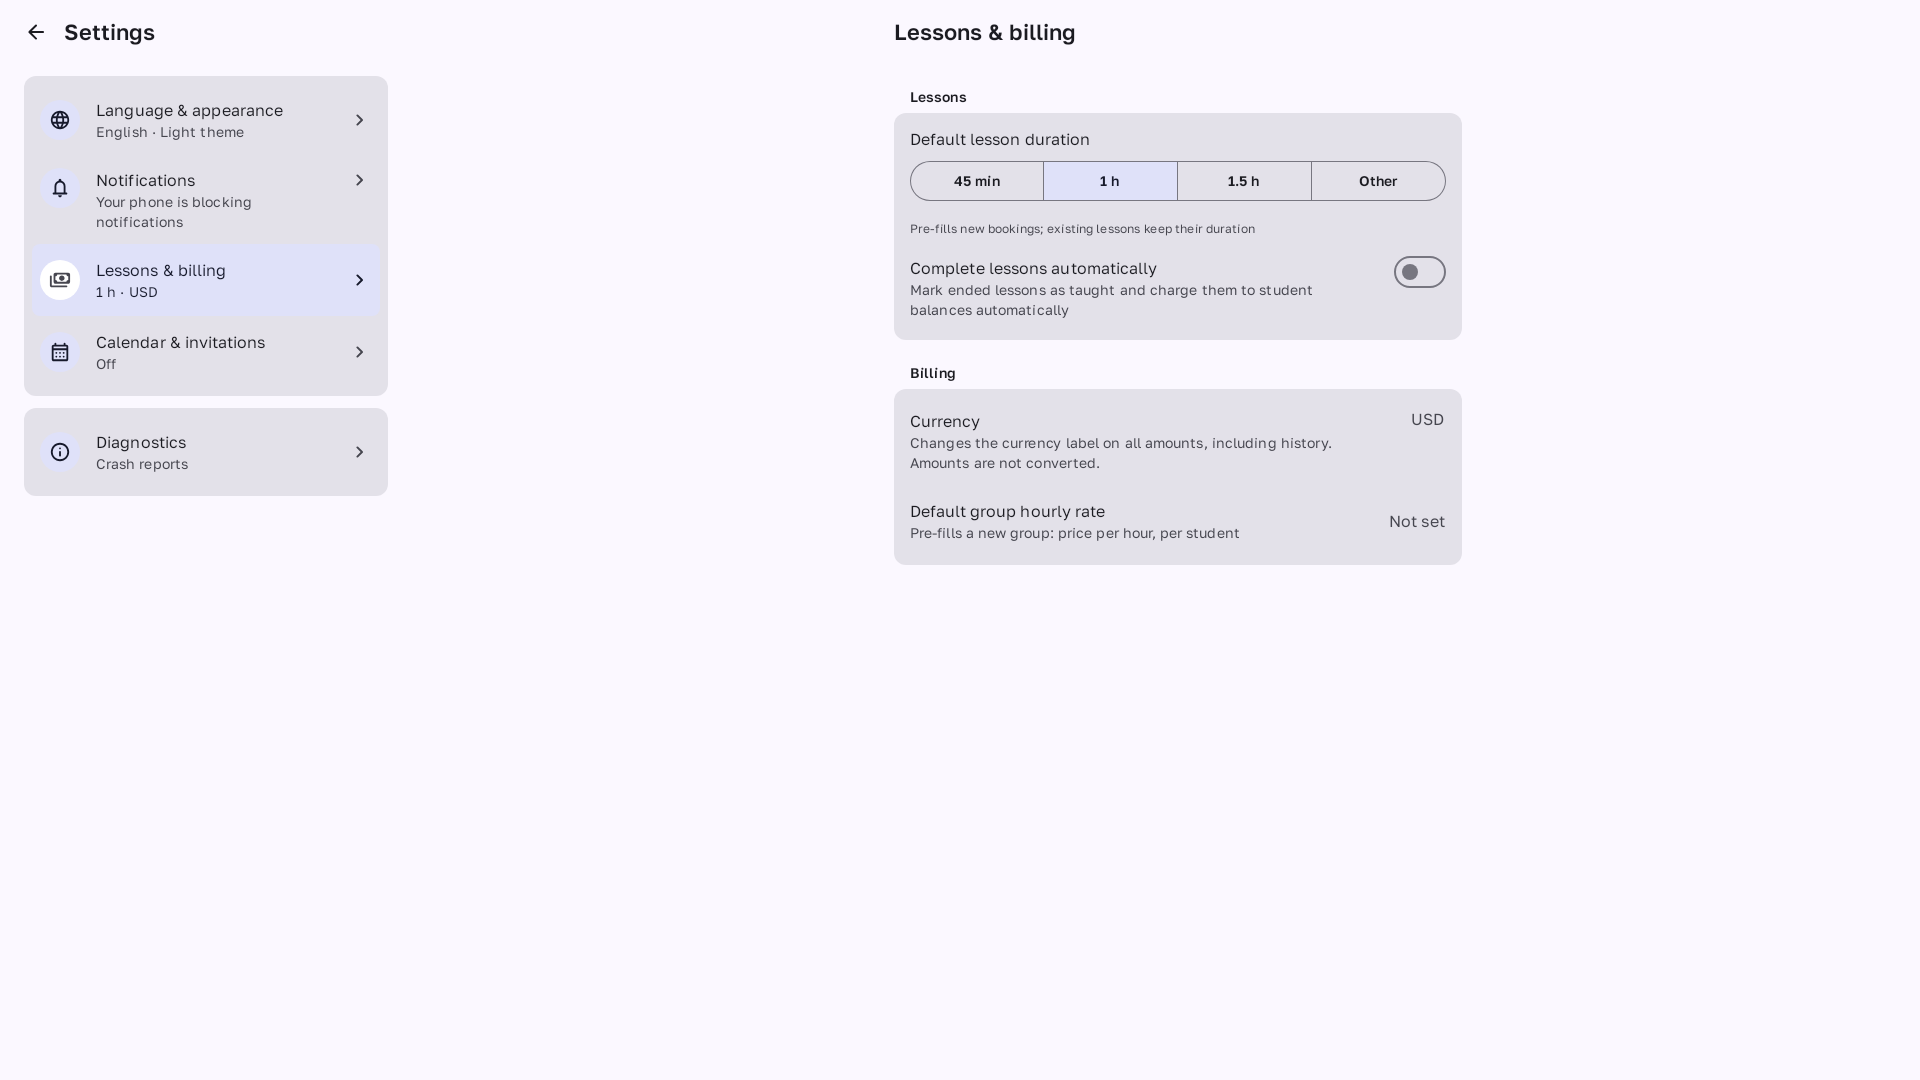 Settings
Language & appearance
English · Light theme
Notifications
Your phone is blocking
notifications
Lessons & billing
1 h · USD
Calendar & invitations
Off
Diagnostics
Crash reports
Lessons & billing
Lessons
Default lesson duration
45 min
1 h
1.5 h
Other
Pre-fills new bookings; existing lessons keep their duration
Complete lessons automatically
Mark ended lessons as taught and charge them to student
balances automatically
Billing
Currency
USD
Changes the currency label on all amounts, including history.
Amounts are not converted.
Default group hourly rate
Not set
Pre-fills a new group: price per hour, per student